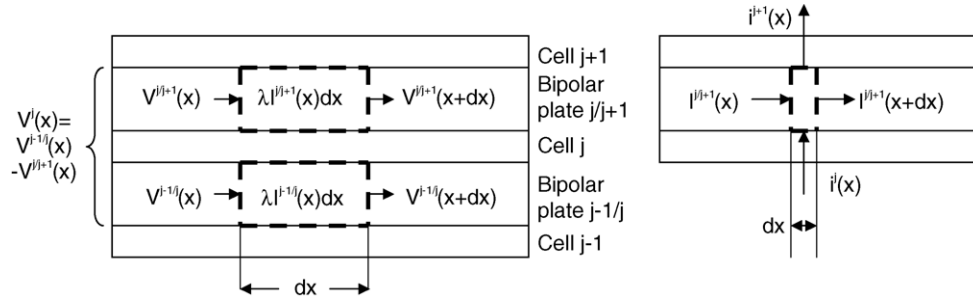 Cell j+1
V^{j/j+1}(x) λI^{j/j+1}(x)dx V^{j/j+1}(x+dx)
Bipolar
plate j/j+1
V^j(x)=
V^{j-1/j}(x)
-V^{j/j+1}(x)
Cell j
V^{j-1/j}(x) λI^{j-1/j}(x)dx V^{j-1/j}(x+dx)
Bipolar
plate j-1/j
Cell j-1
dx
i^{j+1}(x)
I^{j/j+1}(x) I^{j/j+1}(x+dx)
i^j(x)
dx